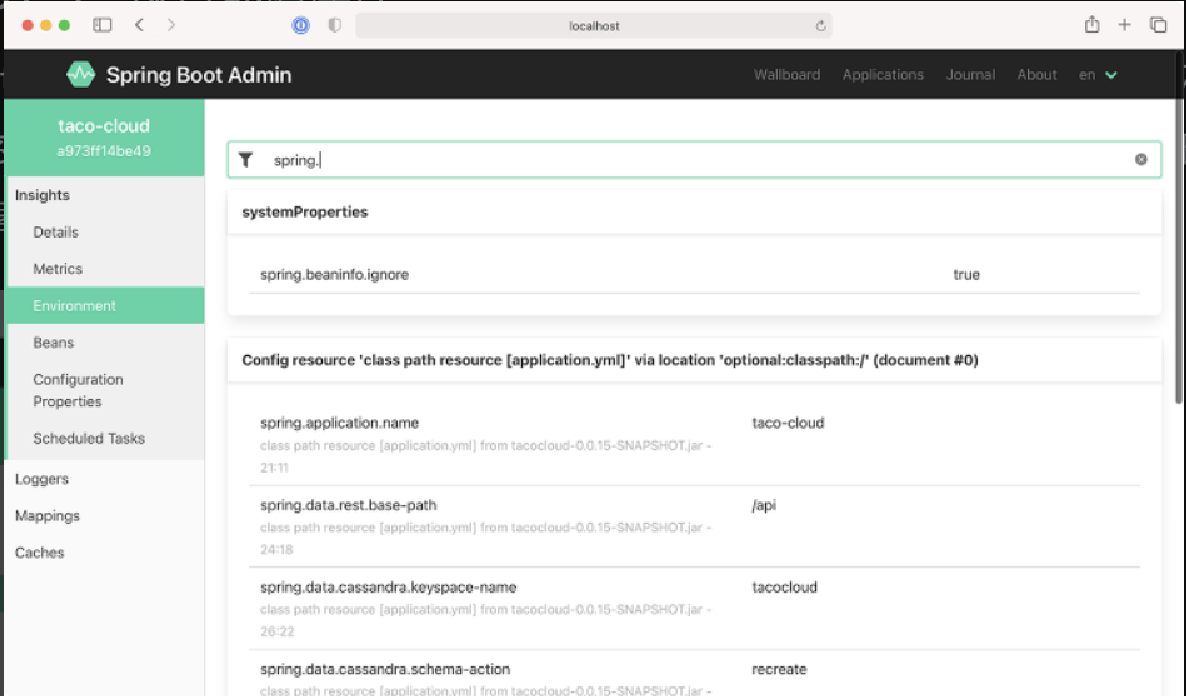 localhost
Spring Boot Admin
Wallboard Applications Journal About en
taco-cloud
a973ff14be49
spring.
Insights
Details
Metrics
Environment
Beans
Configuration
Properties
Scheduled Tasks
Loggers
Mappings
Caches
systemProperties
spring.beaninfo.ignore true
Config resource 'class path resource [application.yml]' via location 'optional:classpath:/' (document #0)
spring.application.name taco-cloud
class path resource [application.yml] from tacocloud-0.0.15-SNAPSHOT.jar -
21:11
spring.data.rest.base-path /api
class path resource [application.yml] from tacocloud-0.0.15-SNAPSHOT.jar -
24:18
spring.data.cassandra.keyspace-name tacocloud
class path resource [application.yml] from tacocloud-0.0.15-SNAPSHOT.jar -
26:22
spring.data.cassandra.schema-action recreate
class path resource [application.yml] from tacocloud-0.0.15-SNAPSHOT.jar -